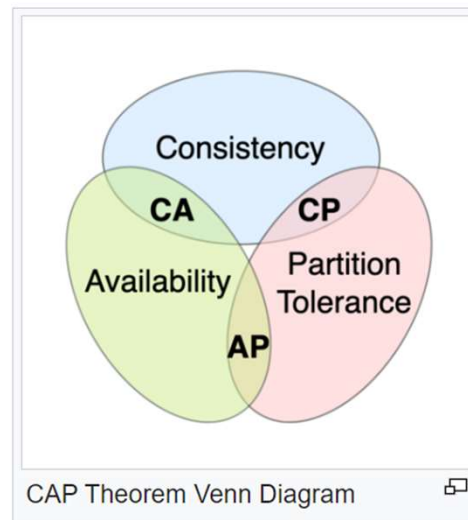 Consistency
CA
CP
Availability
Partition
Tolerance
AP
CAP Theorem Venn Diagram